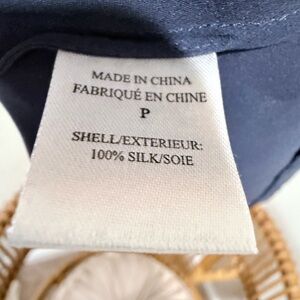 MADE IN CHINA
FABRIQUÉ EN CHINE
P
SHELL/EXTERIEUR:
100% SILK/SOIE